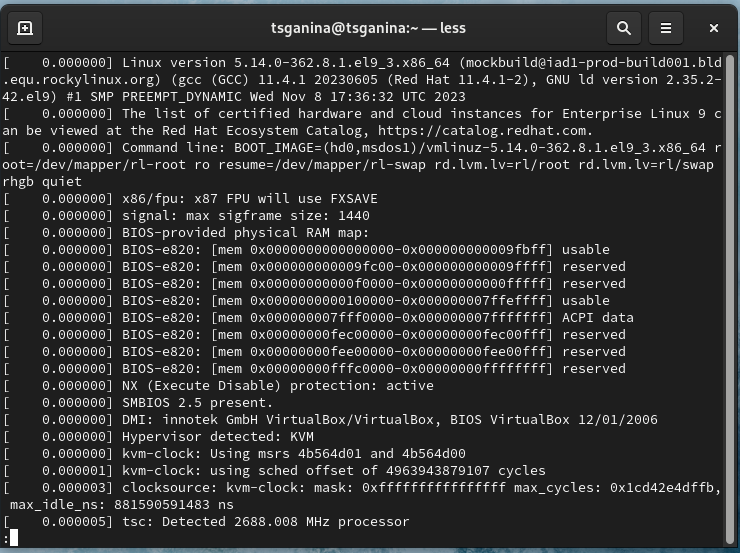 tsganina@tsganina:~ — less
[    0.000000] Linux version 5.14.0-362.8.1.el9_3.x86_64 (mockbuild@iad1-prod-build001.bld
.equ.rockylinux.org) (gcc (GCC) 11.4.1 20230605 (Red Hat 11.4.1-2), GNU ld version 2.35.2-
42.el9) #1 SMP PREEMPT_DYNAMIC Wed Nov 8 17:36:32 UTC 2023
[    0.000000] The list of certified hardware and cloud instances for Enterprise Linux 9 c
an be viewed at the Red Hat Ecosystem Catalog, https://catalog.redhat.com.
[    0.000000] Command line: BOOT_IMAGE=(hd0,msdos1)/vmlinuz-5.14.0-362.8.1.el9_3.x86_64 r
oot=/dev/mapper/rl-root ro resume=/dev/mapper/rl-swap rd.lvm.lv=rl/root rd.lvm.lv=rl/swap
rhgb quiet
[    0.000000] x86/fpu: x87 FPU will use FXSAVE
[    0.000000] signal: max sigframe size: 1440
[    0.000000] BIOS-provided physical RAM map:
[    0.000000] BIOS-e820: [mem 0x0000000000000000-0x000000000009fbff] usable
[    0.000000] BIOS-e820: [mem 0x000000000009fc00-0x000000000009ffff] reserved
[    0.000000] BIOS-e820: [mem 0x00000000000f0000-0x00000000000fffff] reserved
[    0.000000] BIOS-e820: [mem 0x0000000000100000-0x000000007ffeffff] usable
[    0.000000] BIOS-e820: [mem 0x000000007fff0000-0x000000007fffffff] ACPI data
[    0.000000] BIOS-e820: [mem 0x00000000fec00000-0x00000000fec00fff] reserved
[    0.000000] BIOS-e820: [mem 0x00000000fee00000-0x00000000fee00fff] reserved
[    0.000000] BIOS-e820: [mem 0x00000000fffc0000-0x00000000ffffffff] reserved
[    0.000000] NX (Execute Disable) protection: active
[    0.000000] SMBIOS 2.5 present.
[    0.000000] DMI: innotek GmbH VirtualBox/VirtualBox, BIOS VirtualBox 12/01/2006
[    0.000000] Hypervisor detected: KVM
[    0.000000] kvm-clock: Using msrs 4b564d01 and 4b564d00
[    0.000001] kvm-clock: using sched offset of 4963943879107 cycles
[    0.000003] clocksource: kvm-clock: mask: 0xffffffffffffffff max_cycles: 0x1cd42e4dffb,
 max_idle_ns: 881590591483 ns
[    0.000005] tsc: Detected 2688.008 MHz processor
: